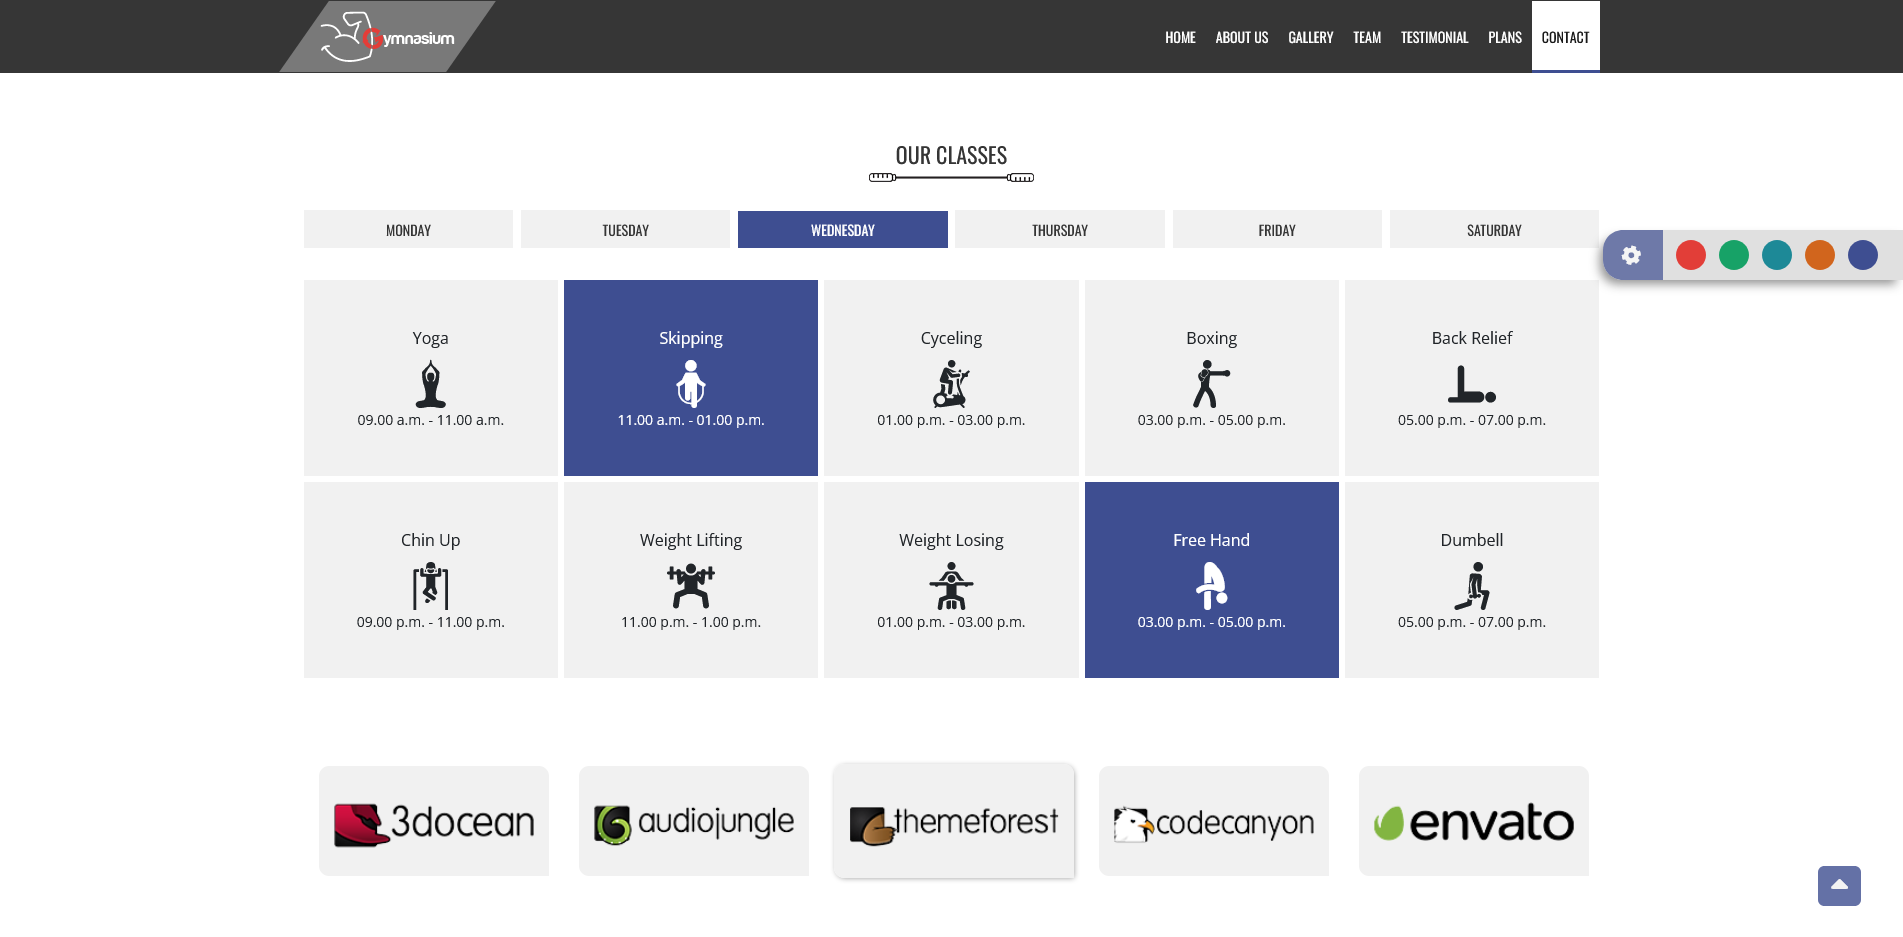 Gymnasium
HOME ABOUT US GALLERY TEAM TESTIMONIAL PLANS CONTACT
OUR CLASSES
MONDAY TUESDAY WEDNESDAY THURSDAY FRIDAY SATURDAY
Yoga
09.00 a.m. - 11.00 a.m.
Skipping
11.00 a.m. - 01.00 p.m.
Cyceling
01.00 p.m. - 03.00 p.m.
Boxing
03.00 p.m. - 05.00 p.m.
Back Relief
05.00 p.m. - 07.00 p.m.
Chin Up
09.00 p.m. - 11.00 p.m.
Weight Lifting
11.00 p.m. - 1.00 p.m.
Weight Losing
01.00 p.m. - 03.00 p.m.
Free Hand
03.00 p.m. - 05.00 p.m.
Dumbell
05.00 p.m. - 07.00 p.m.
3docean
audiojungle
themeforest
codecanyon
envato